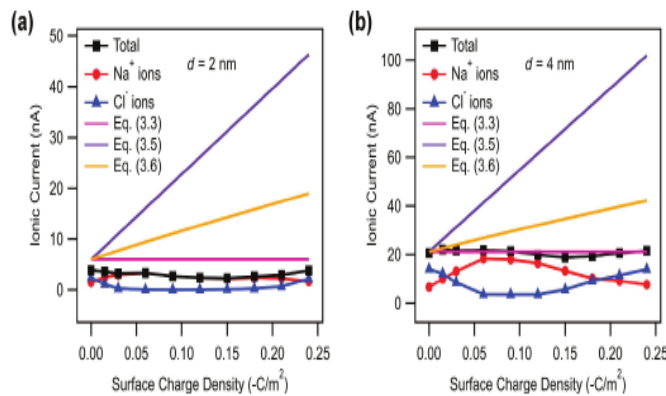 (a)
50
40
30
20
10
0
Ionic Current (nA)
Total
Na+ ions
Cl- ions
Eq. (3.3)
Eq. (3.5)
Eq. (3.6)
d = 2 nm
0.00 0.05 0.10 0.15 0.20 0.25
Surface Charge Density (-C/m²)
(b)
100
80
60
40
20
0
Ionic Current (nA)
Total
Na+ ions
Cl- ions
Eq. (3.3)
Eq. (3.5)
Eq. (3.6)
d = 4 nm
0.00 0.05 0.10 0.15 0.20 0.25
Surface Charge Density (-C/m²)